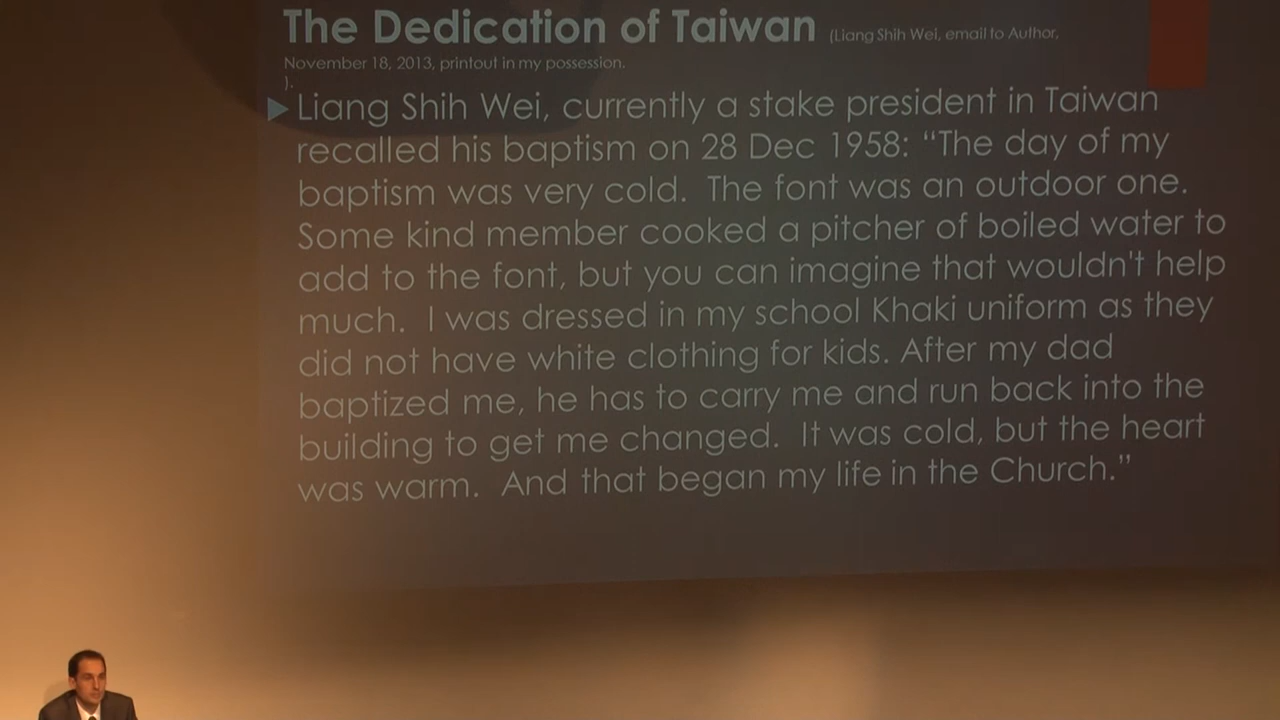 The Dedication of Taiwan (Liang Shih Wei, email to Author,
November 18, 2013, printout in my possession.
).
Liang Shih Wei, currently a stake president in Taiwan
recalled his baptism on 28 Dec 1958: “The day of my
baptism was very cold.  The font was an outdoor one.
Some kind member cooked a pitcher of boiled water to
add to the font, but you can imagine that wouldn't help
much.  I was dressed in my school Khaki uniform as they
did not have white clothing for kids. After my dad
baptized me, he has to carry me and run back into the
building to get me changed.  It was cold, but the heart
was warm.  And that began my life in the Church.”